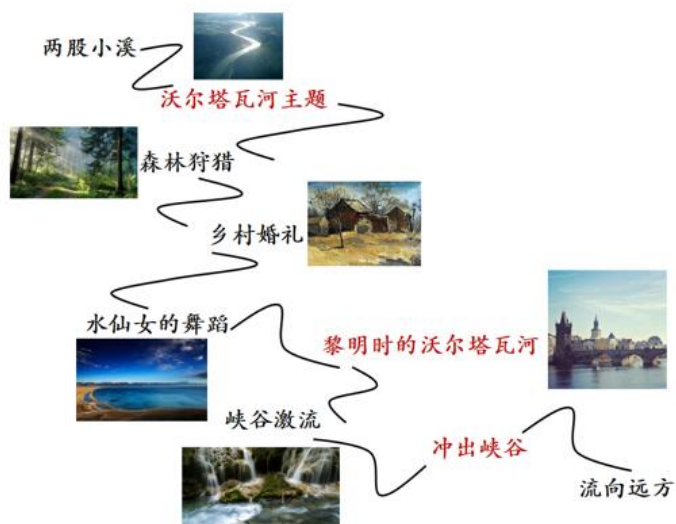 两股小溪
沃尔塔瓦河主题
森林狩猎
乡村婚礼
水仙女的舞蹈
黎明时的沃尔塔瓦河
峡谷激流
冲出峡谷
流向远方